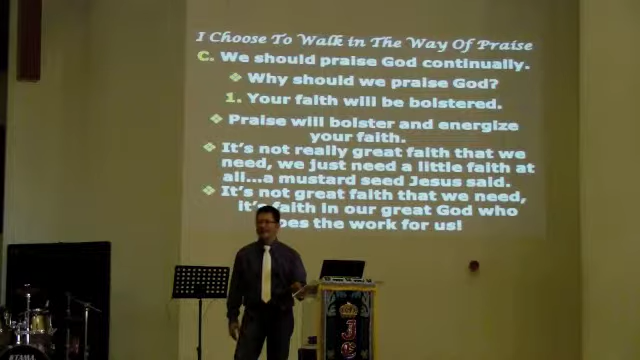 I Choose To Walk in The Way Of Praise
C. We should praise God continually.
❖ Why should we praise God?
1. Your faith will be bolstered.
❖ Praise will bolster and energize
your faith.
❖ It's not really great faith that we
need, we just need a little faith at
all...a mustard seed Jesus said.
❖ It's not great faith that we need,
it's faith in our great God who
oes the work for us!
TAMA